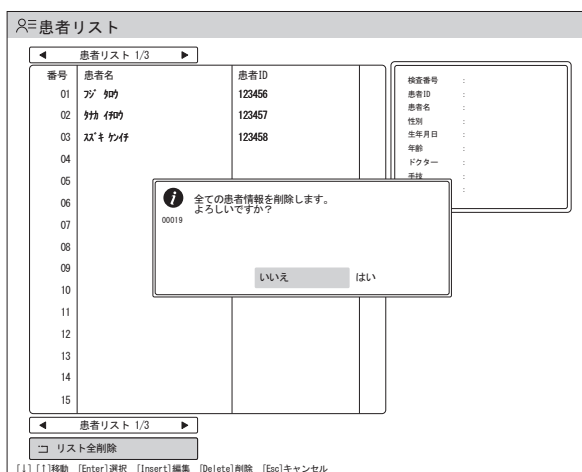 患者リスト
◀ 患者リスト 1/3 ▶
番号 患者名 患者ID
01 フジ タロウ 123456
02 タナカ イチロウ 123457
03 スズキ ケンイチ 123458
04
05
06
07
08
09
10
11
12
13
14
15
検査番号 :
患者ID :
患者名 :
性別 :
生年月日 :
年齢 :
ドクター :
手技 :
:
i 全ての患者情報を削除します。
よろしいですか?
00019
いいえ はい
◀ 患者リスト 1/3 ▶
リスト全削除
[↓][↑]移動 [Enter]選択 [Insert]編集 [Delete]削除 [Esc]キャンセル